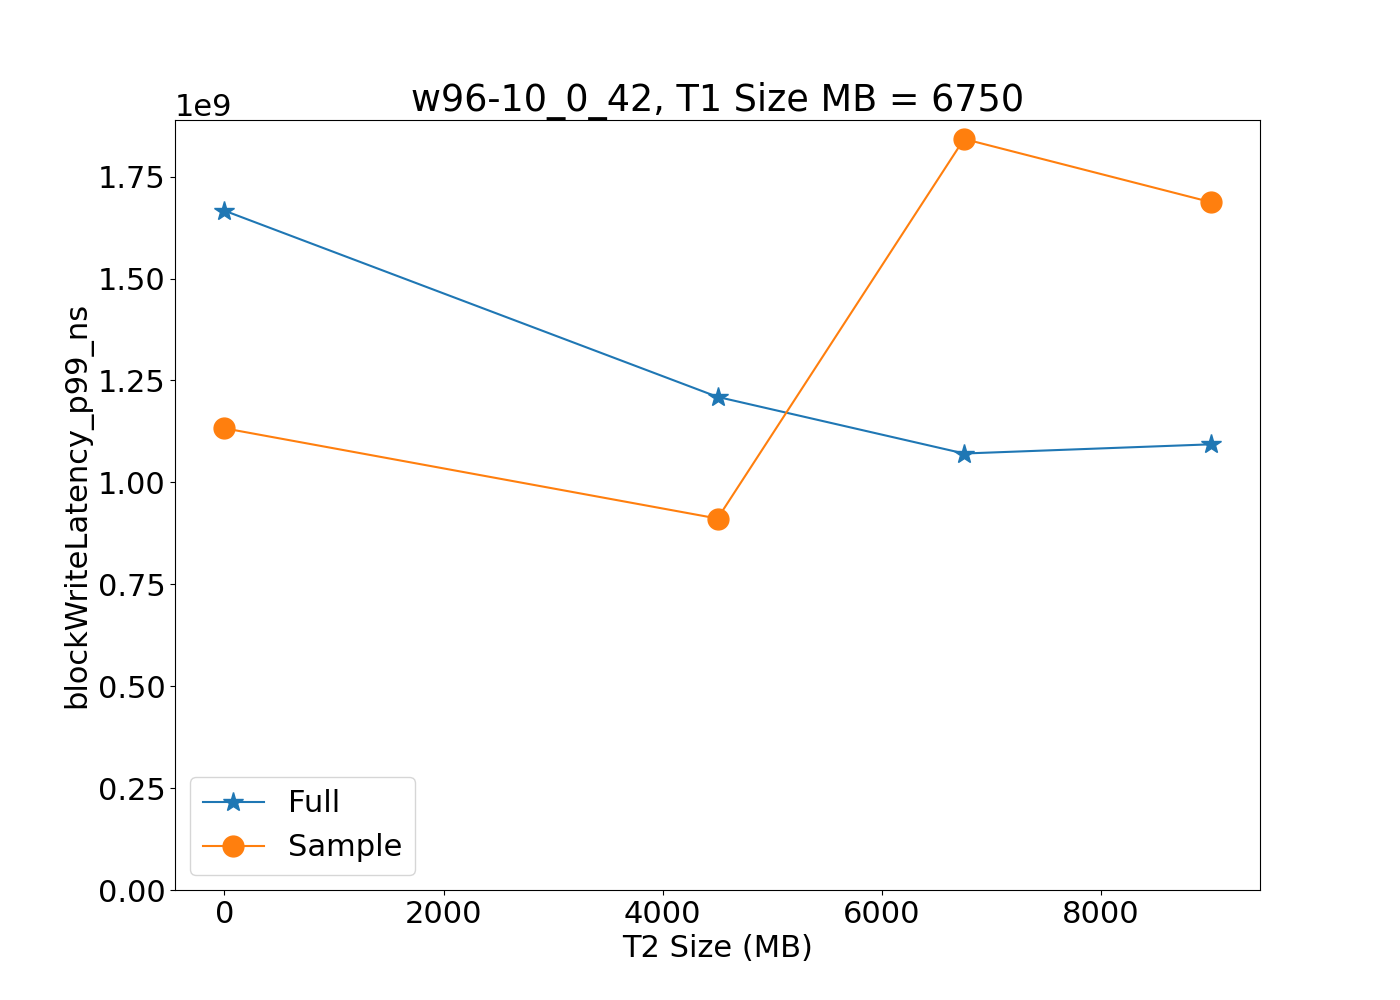 w96-10_0_42, T1 Size MB = 6750
1e9
1.75
1.50
1.25
1.00
0.75
0.50
0.25
0.00
blockWriteLatency_p99_ns
Full
Sample
0 2000 4000 6000 8000
T2 Size (MB)